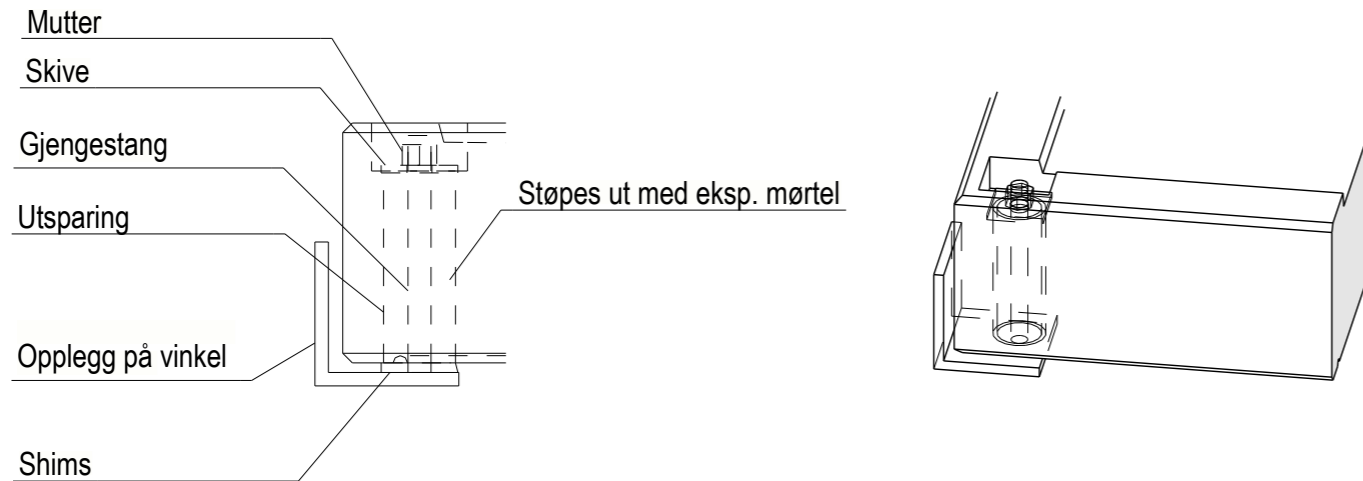 Mutter
Skive
Gjengestang
Støpes ut med eksp. mørtel
Utsparing
Opplegg på vinkel
Shims